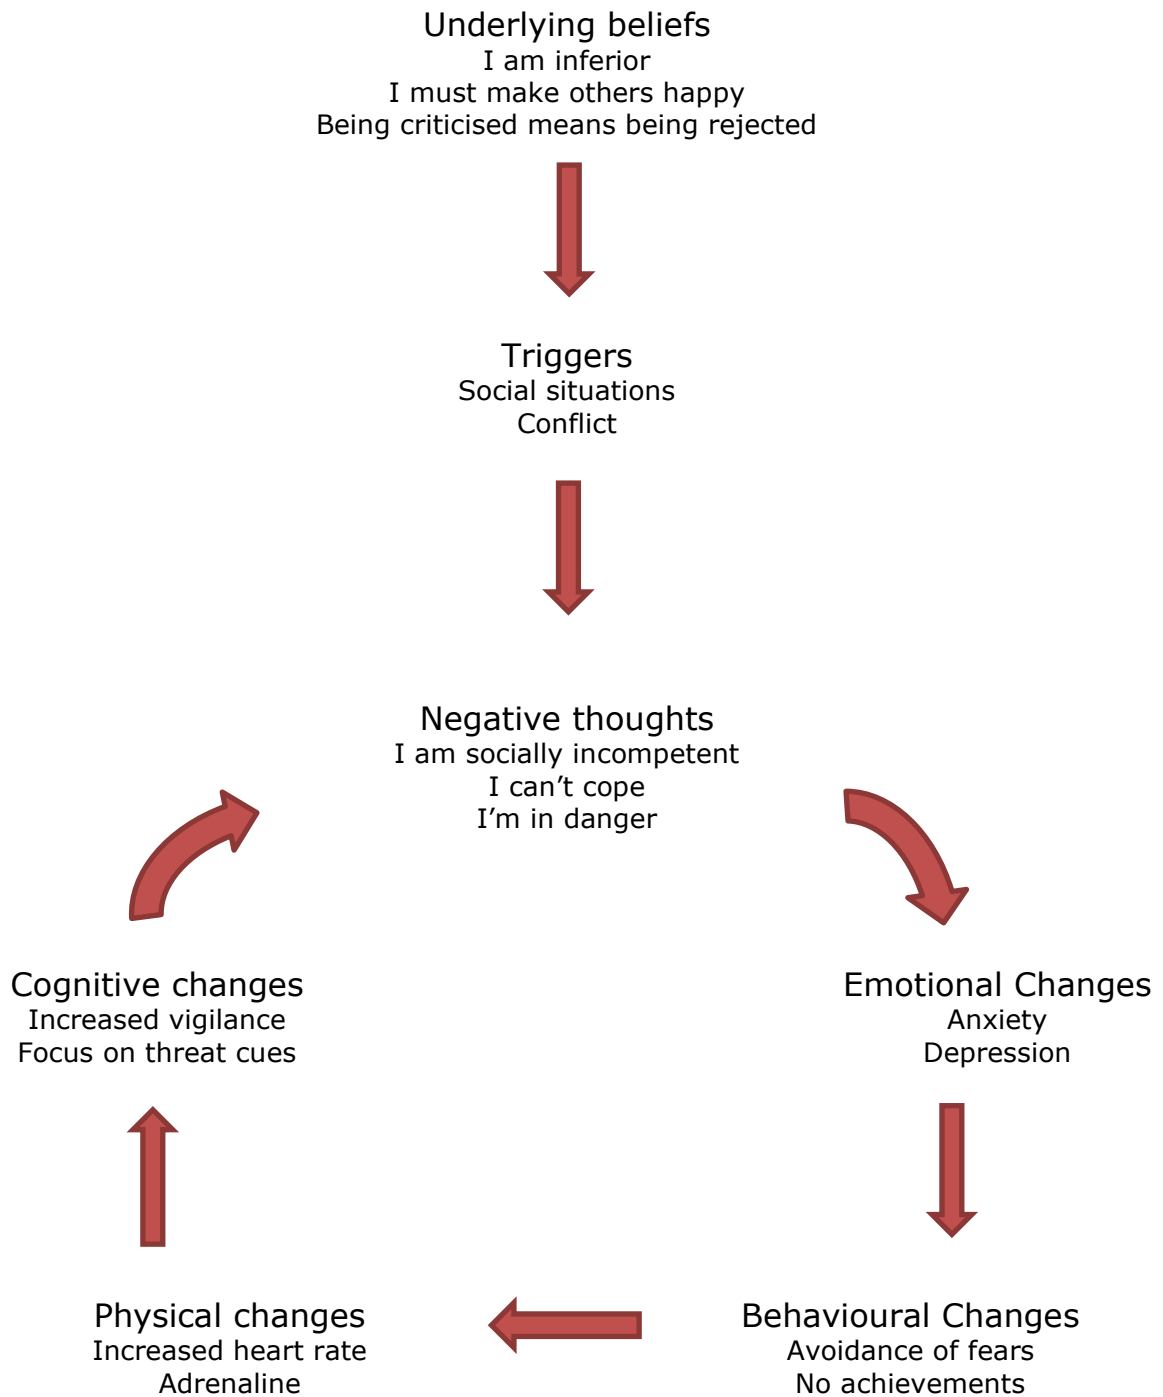 Underlying beliefs
I am inferior
I must make others happy
Being criticised means being rejected
Triggers
Social situations
Conflict
Negative thoughts
I am socially incompetent
I can’t cope
I’m in danger
Emotional Changes
Anxiety
Depression
Behavioural Changes
Avoidance of fears
No achievements
Physical changes
Increased heart rate
Adrenaline
Cognitive changes
Increased vigilance
Focus on threat cues